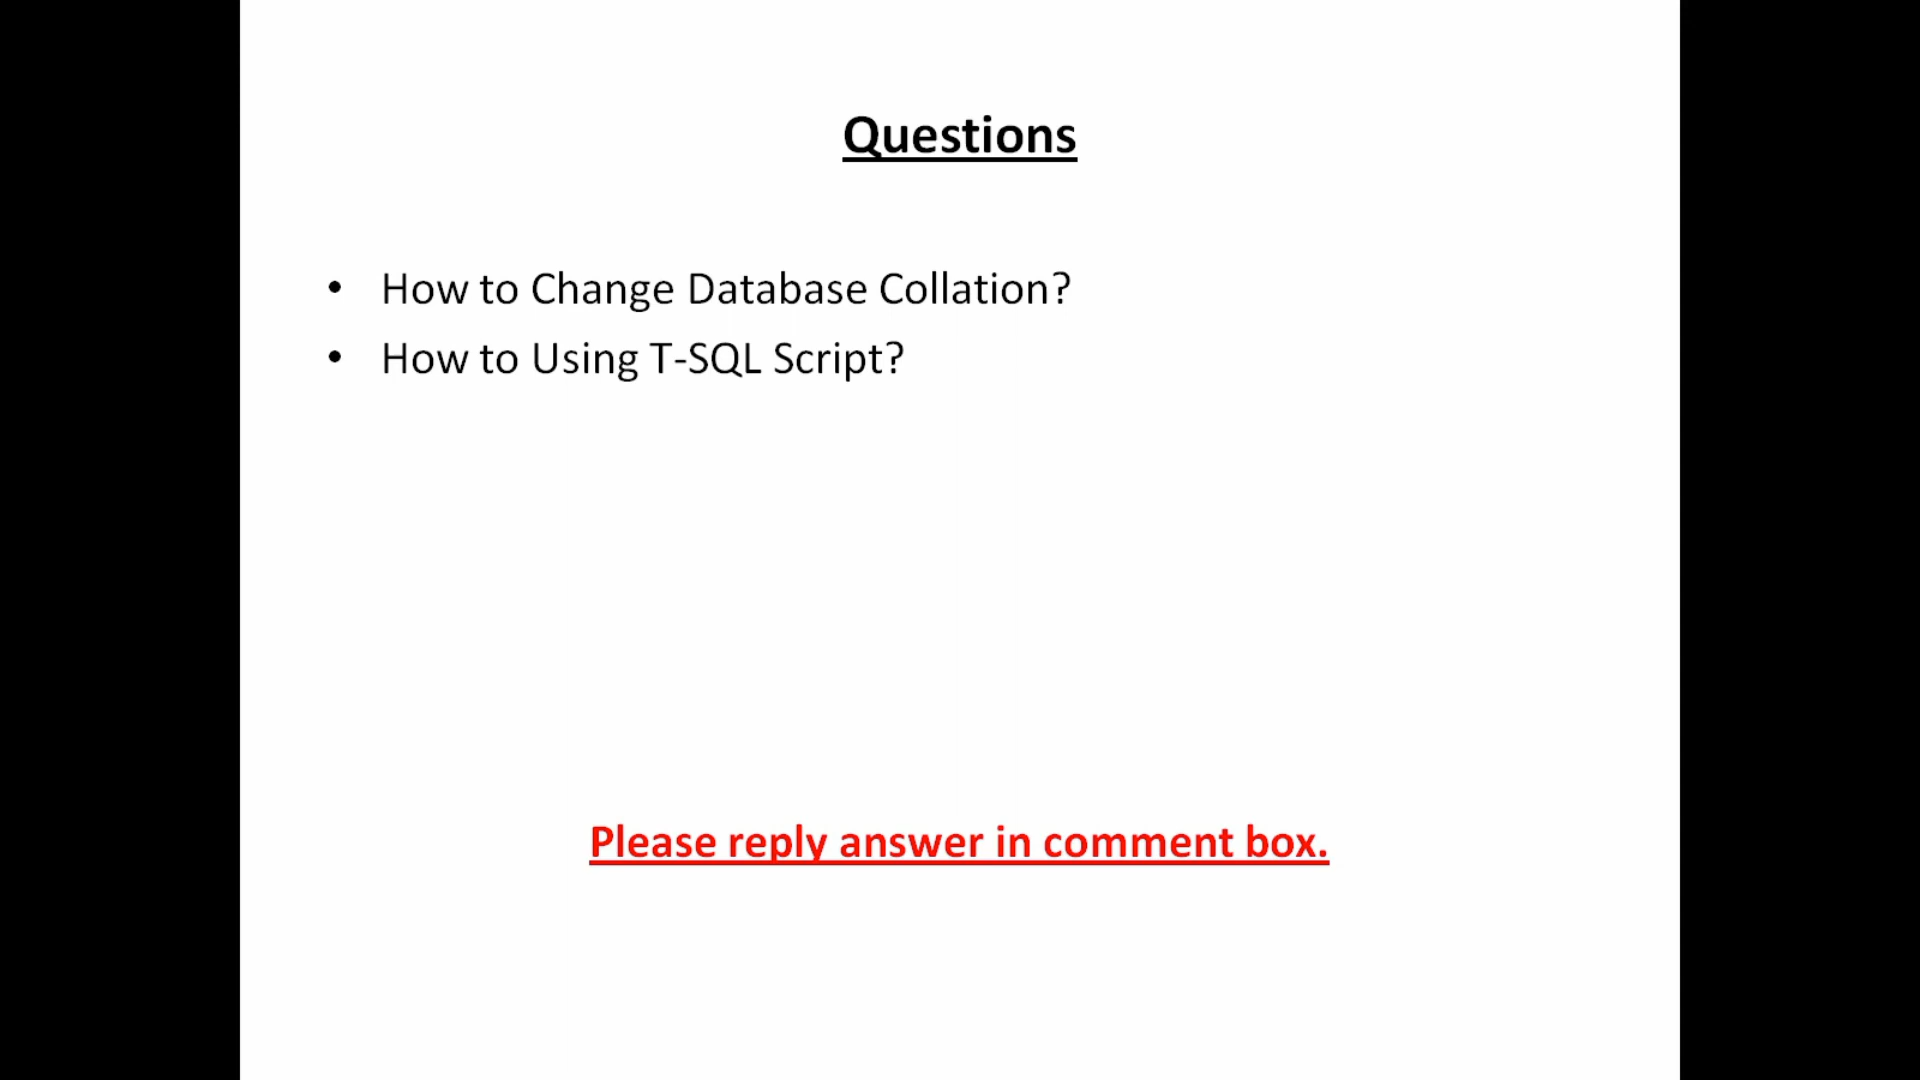 Questions
• How to Change Database Collation?
• How to Using T-SQL Script?
Please reply answer in comment box.